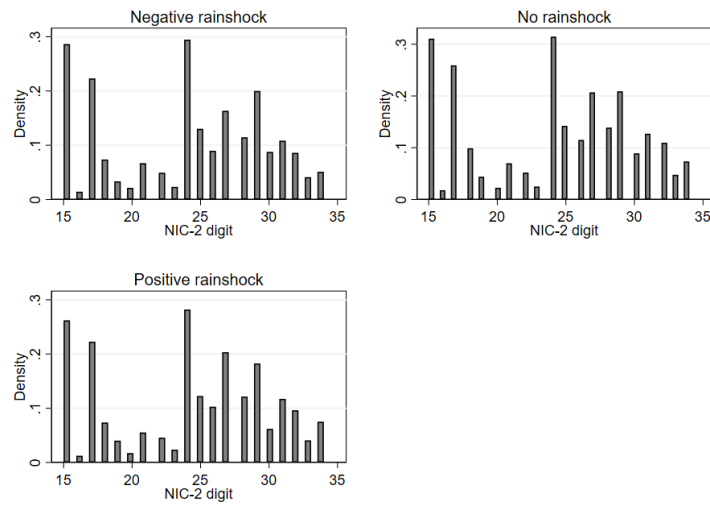 Negative rainshock
.3
.2
.1
0
Density
15 20 25 30 35
NIC-2 digit
No rainshock
.3
.2
.1
0
Density
15 20 25 30 35
NIC-2 digit
Positive rainshock
.3
.2
.1
0
Density
15 20 25 30 35
NIC-2 digit